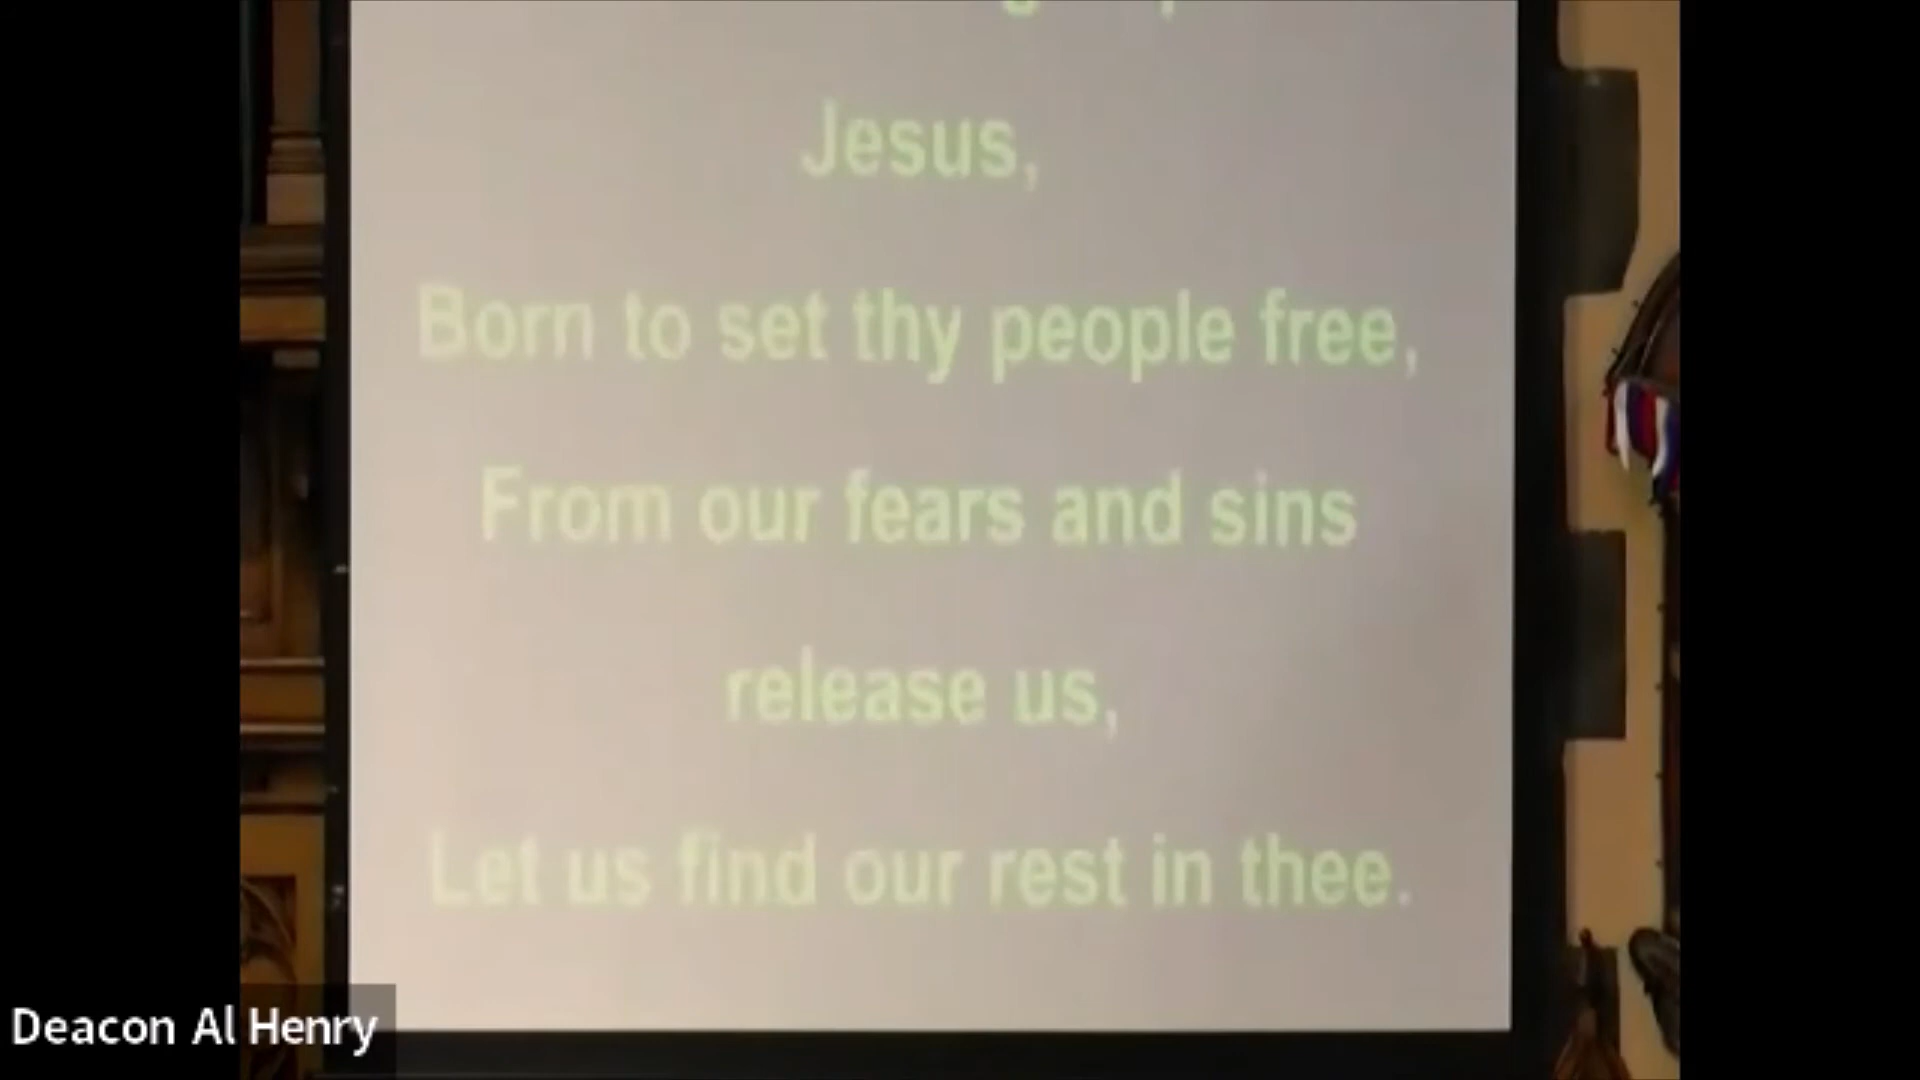 Jesus,
Born to set thy people free,
From our fears and sins
release us,
Let us find our rest in thee.
Deacon Al Henry